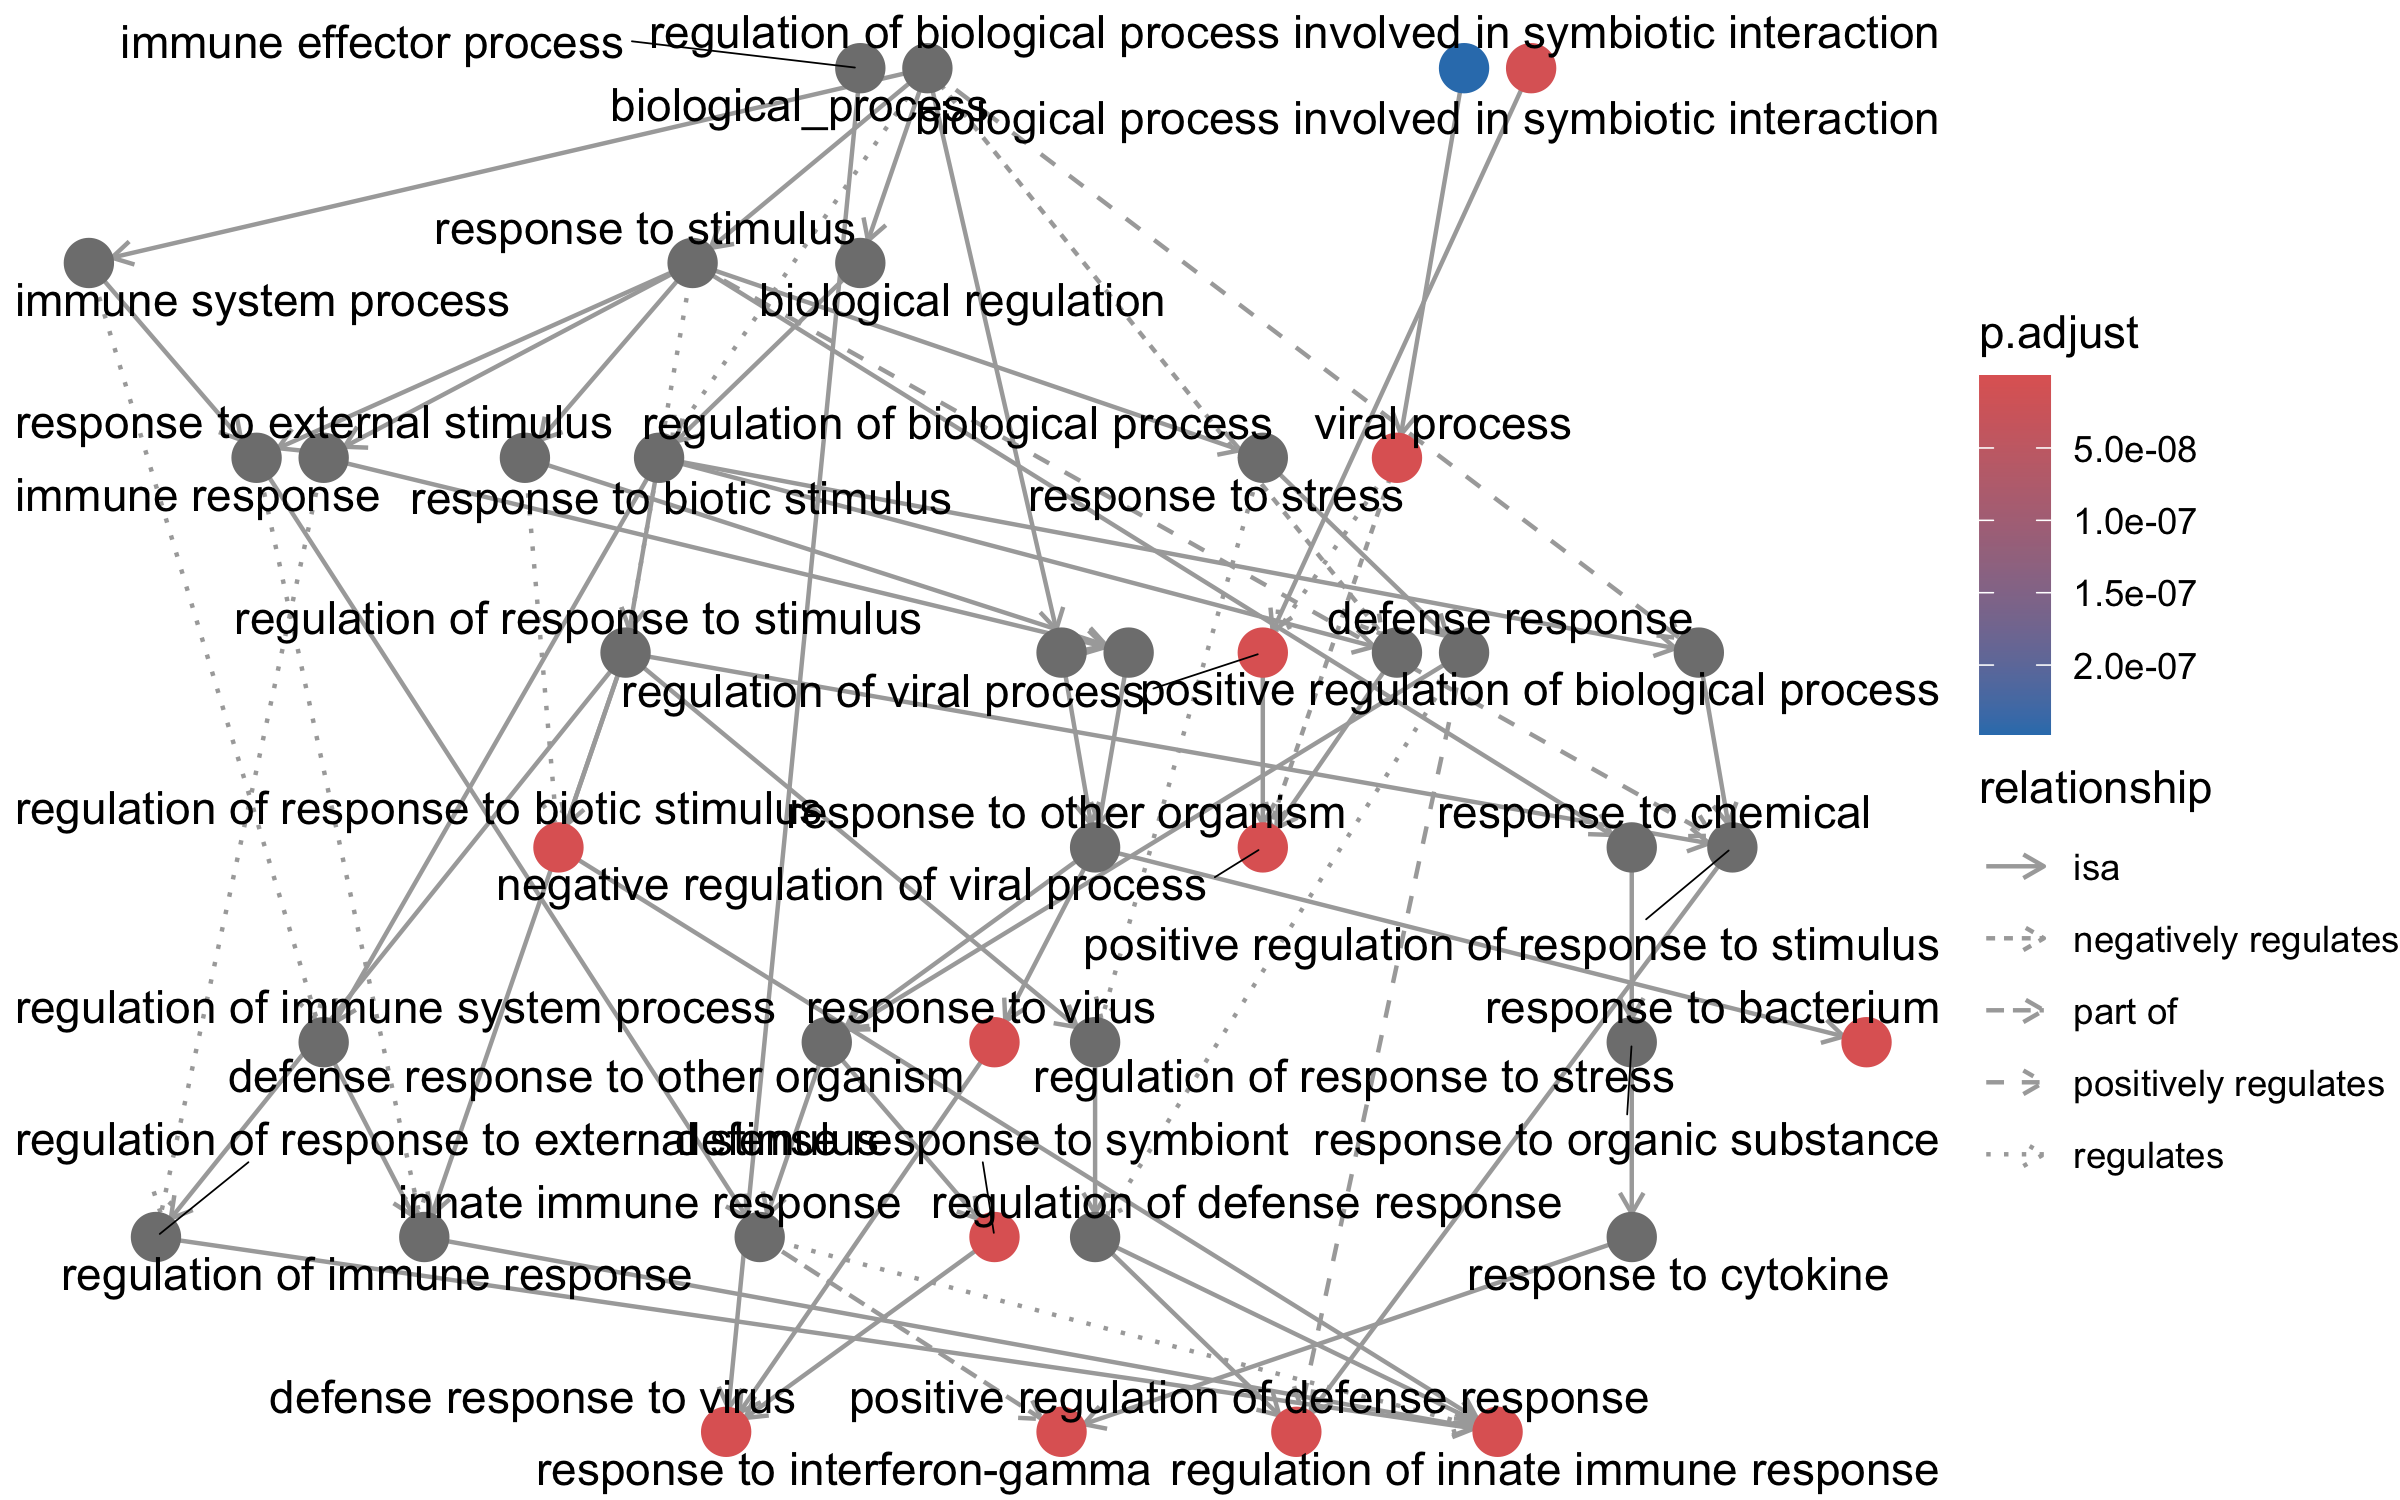 immune effector process
regulation of biological process involved in symbiotic interaction
biological_process
biological process involved in symbiotic interaction
response to stimulus
immune system process
biological regulation
response to external stimulus
regulation of biological process
viral process
immune response
response to biotic stimulus
response to stress
regulation of response to stimulus
defense response
regulation of viral process
positive regulation of biological process
regulation of response to biotic stimulus
response to other organism
response to chemical
negative regulation of viral process
positive regulation of response to stimulus
regulation of immune system process
response to virus
response to bacterium
defense response to other organism
regulation of response to stress
regulation of response to external stimulus
defense response to symbiont
response to organic substance
innate immune response
regulation of defense response
regulation of immune response
response to cytokine
defense response to virus
positive regulation of defense response
response to interferon-gamma
regulation of innate immune response
p.adjust
5.0e-08
1.0e-07
1.5e-07
2.0e-07
relationship
isa
negatively regulates
part of
positively regulates
regulates